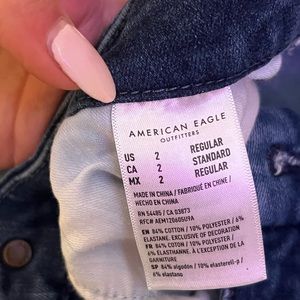 AMERICAN EAGLE
OUTFITTERS
US 2 REGULAR
CA 2 STANDARD
MX 2 REGULAR
MADE IN CHINA / FABRIQUÉ EN CHINE /
HECHO EN CHINA
RN 54485 / CA 03873
RFC# AEM120605U9A
EN 84% COTTON / 10% POLYESTER / 6%
ELASTANE. EXCLUSIVE OF DECORATION
FR 84% COTON / 10% POLYESTER /
6% ÉLASTHANNE. À L'EXCEPTION DE LA
GARNITURE
SP 84% algodón / 10%
6% elastano